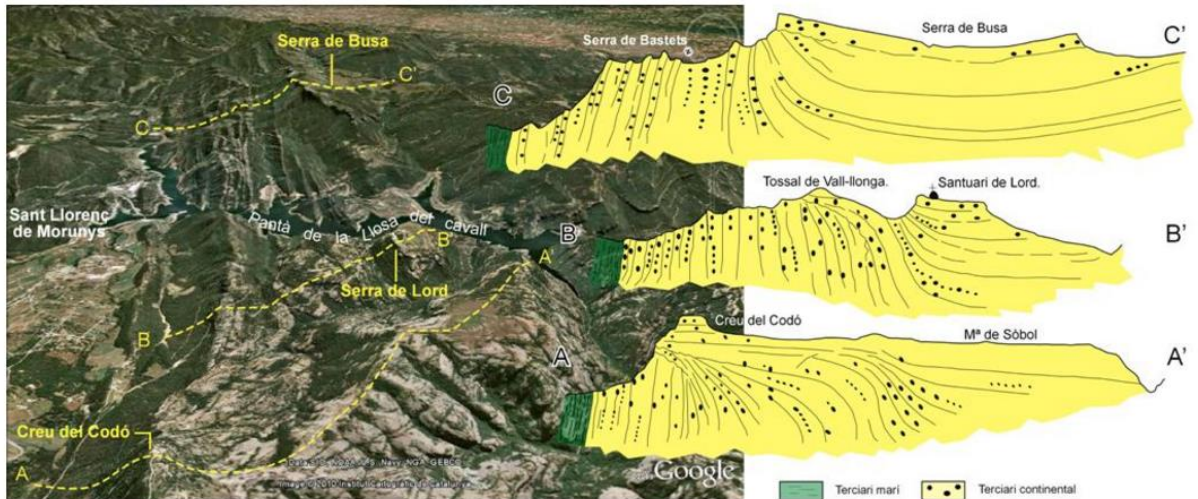 Serra de Busa
C'
C
Sant Llorenç
de Morunys
Pantà de la Llosa del cavall
B'
Serra de Lord
A'
B
Creu del Codó
A
Google
Serra de Bastets
Serra de Busa
C
C'
Tossal de Vall-llonga.
Santuari de Lord.
B
B'
Creu del Codó
Mª de Sòbol
A
A'
Terciari marí
Terciari continental